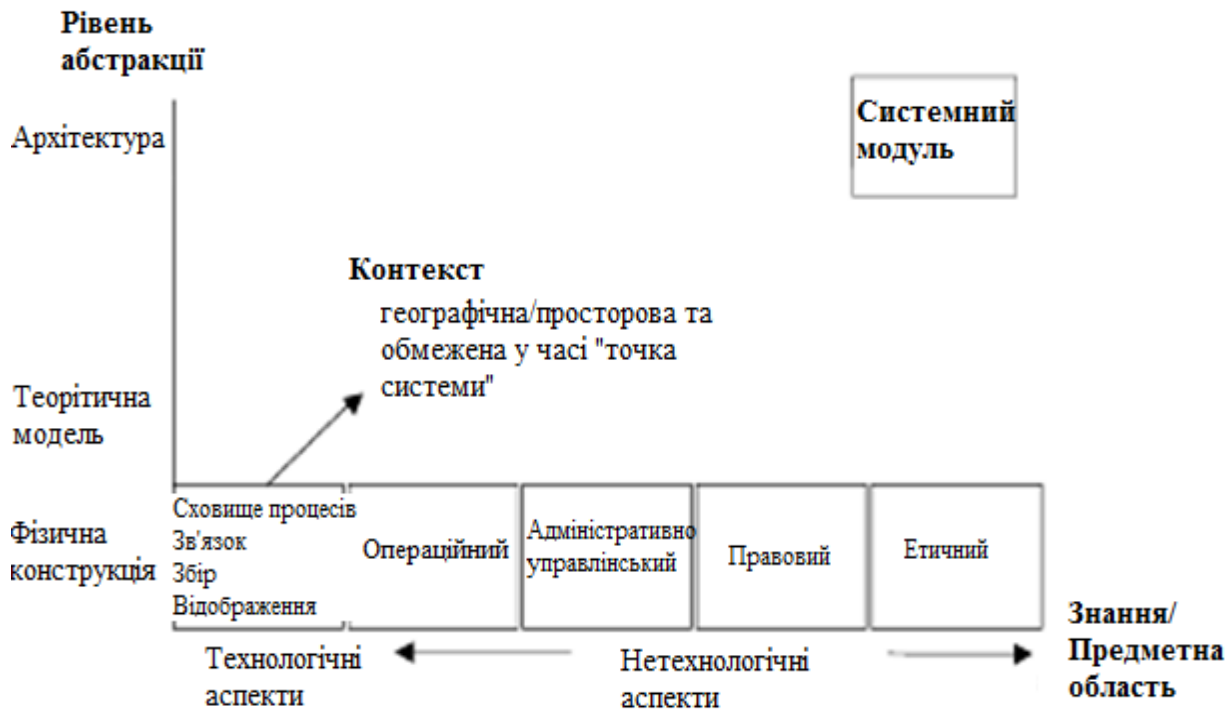 Рівень
абстракції
Архітектура
Системний
модуль
Контекст
географічна/просторова та
обмежена у часі "точка
системи"
Теорітична
модель
Фізична
конструкція
Сховище процесів
Зв'язок
Збір
Відображення
Операційний
Адміністративно
управлінський
Правовий
Етичний
Технологічні
аспекти
Нетехнологічні
аспекти
Знання/
Предметна
область